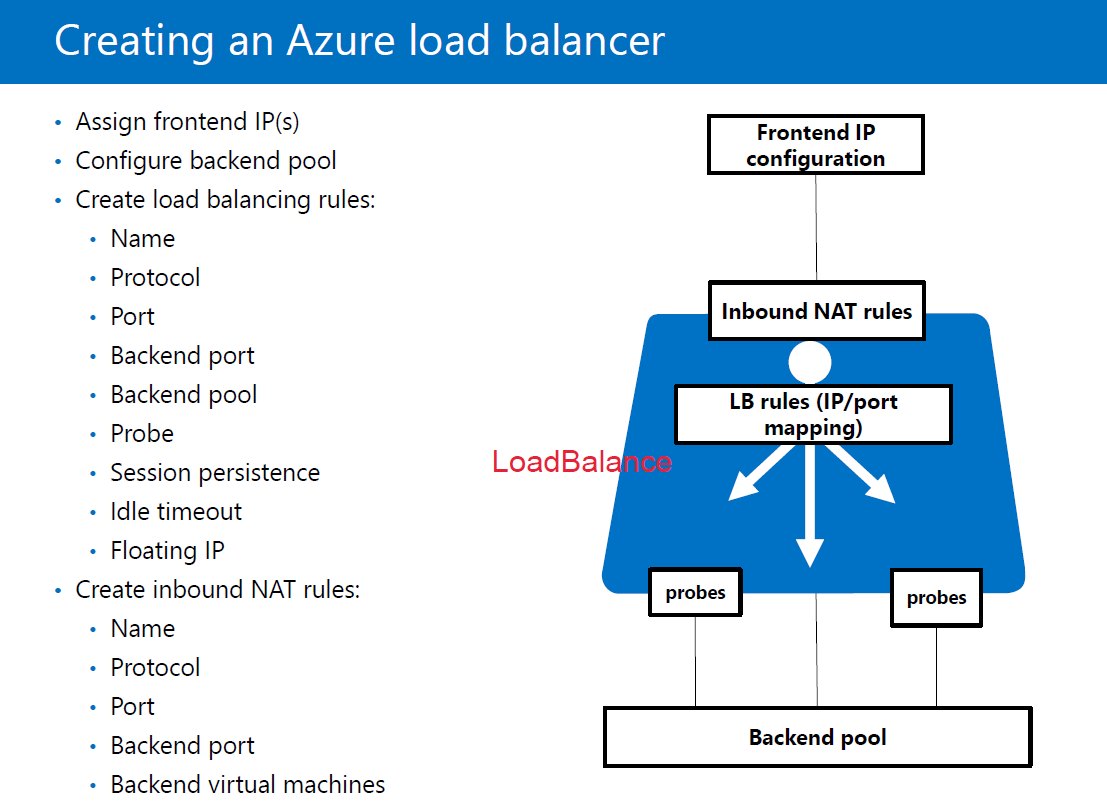 Creating an Azure load balancer
• Assign frontend IP(s)
• Configure backend pool
• Create load balancing rules:
• Name
• Protocol
• Port
• Backend port
• Backend pool
• Probe
• Session persistence
• Idle timeout
• Floating IP
• Create inbound NAT rules:
• Name
• Protocol
• Port
• Backend port
• Backend virtual machines
Frontend IP
configuration
Inbound NAT rules
LB rules (IP/port
mapping)
LoadBalance
probes
probes
Backend pool